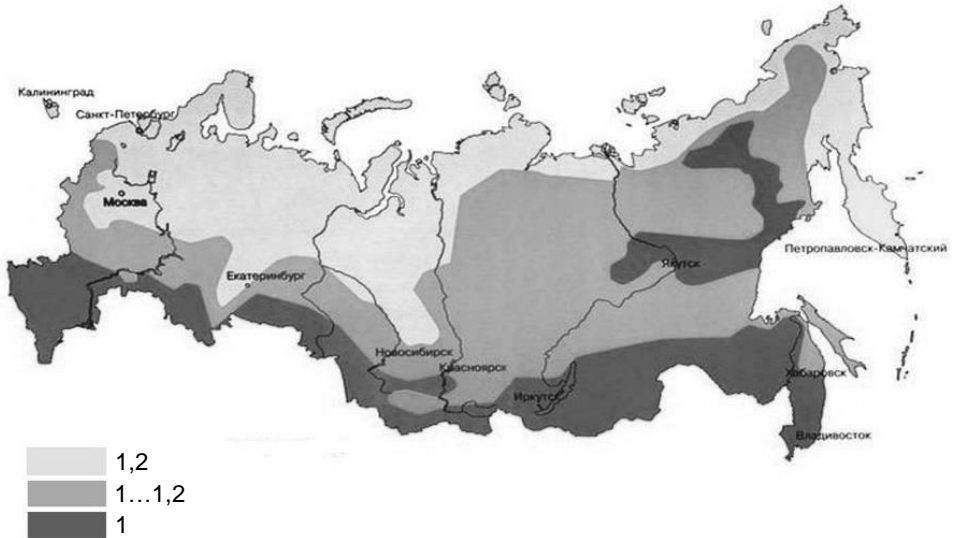 Калининград
Санкт-Петербург
Москва
Екатеринбург
Петропавловск-Камчатский
Якутск
Новосибирск
Красноярск
Хабаровск
Иркутск
Владивосток
1,2
1...1,2
1